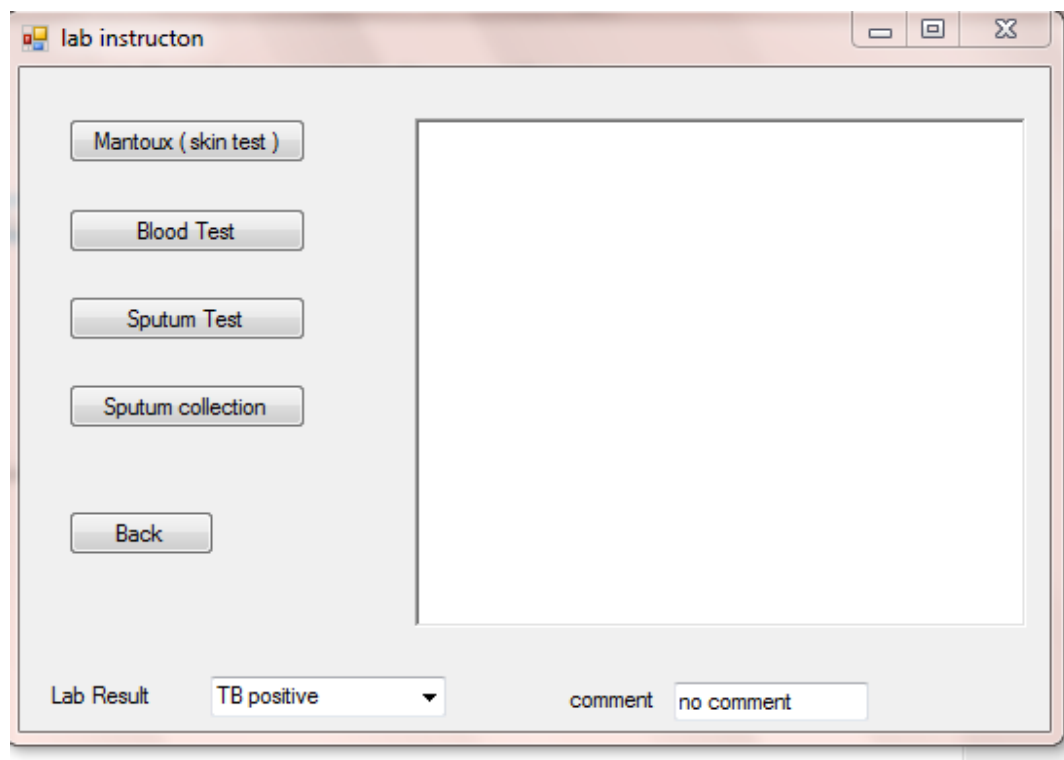 lab instructon
Mantoux ( skin test )
Blood Test
Sputum Test
Sputum collection
Back
Lab Result TB positive comment no comment